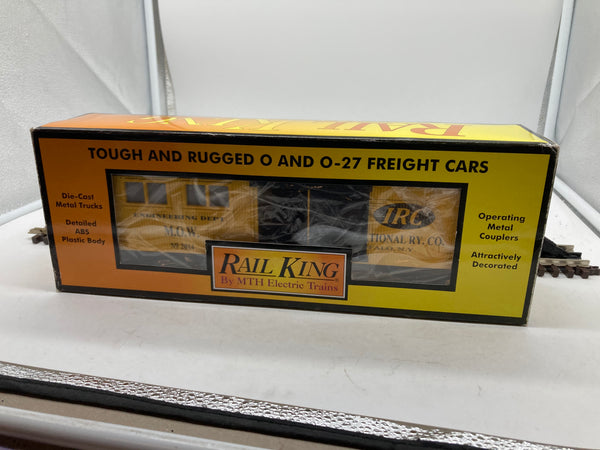 RAIL KING
TOUGH AND RUGGED O AND O-27 FREIGHT CARS
Die-Cast
Metal Trucks
Detailed
ABS
Plastic Body
ENGINEERING DEPT.
M.O.W.
IRC
TIONAL RY. CO.
RAIL KING
By MTH Electric Trains
Operating
Metal
Couplers
Attractively
Decorated